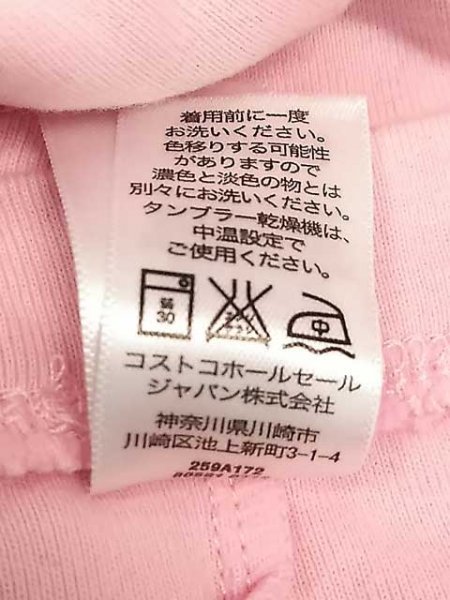 着用前に一度
お洗いください。
色移りする可能性
がありますので
濃色と淡色の物とは
別々にお洗いください。
タンブラー乾燥機は、
中温設定で
ご使用ください。
弱
30
中
コストコホールセール
ジャパン株式会社
神奈川県川崎市
川崎区池上新町3-1-4
259A172